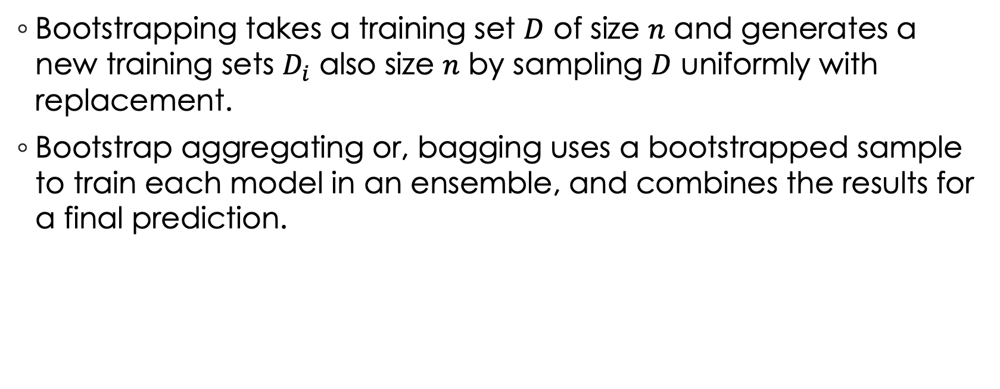 ◦ Bootstrapping takes a training set D of size n and generates a
new training sets Dᵢ also size n by sampling D uniformly with
replacement.
◦ Bootstrap aggregating or, bagging uses a bootstrapped sample
to train each model in an ensemble, and combines the results for
a final prediction.